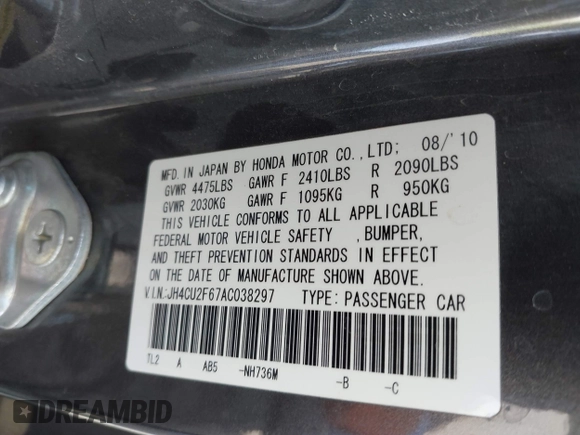 MFD. IN JAPAN BY HONDA MOTOR CO.,LTD; 08/'10
GVWR 4475LBS GAWR F 2410LBS R 2090LBS
GVWR 2030KG GAWR F 1095KG R 950KG
THIS VEHICLE CONFORMS TO ALL APPLICABLE
FEDERAL MOTOR VEHICLE SAFETY ,BUMPER,
AND THEFT PREVENTION STANDARDS IN EFFECT
ON THE DATE OF MANUFACTURE SHOWN ABOVE.
V.I.N.:JH4CU2F67AC038297 TYPE: PASSENGER CAR
TL2 A AB5 -NH736M -B -C
DREAMBID